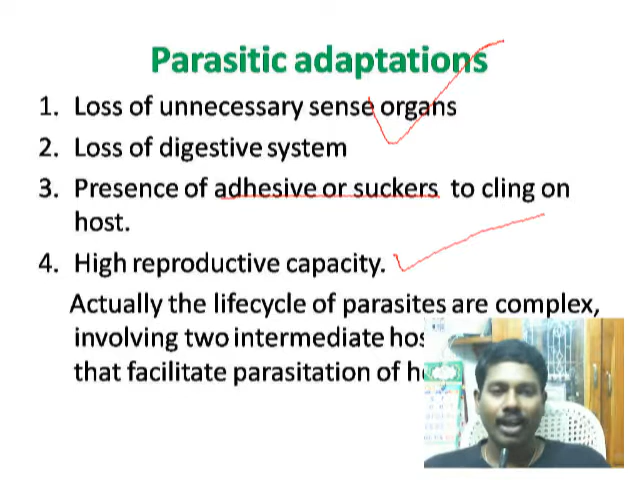 Parasitic adaptations
1. Loss of unnecessary sense organs
2. Loss of digestive system
3. Presence of adhesive or suckers to cling on
host.
4. High reproductive capacity.
Actually the lifecycle of parasites are complex,
involving two intermediate
that facilitate parasitation of